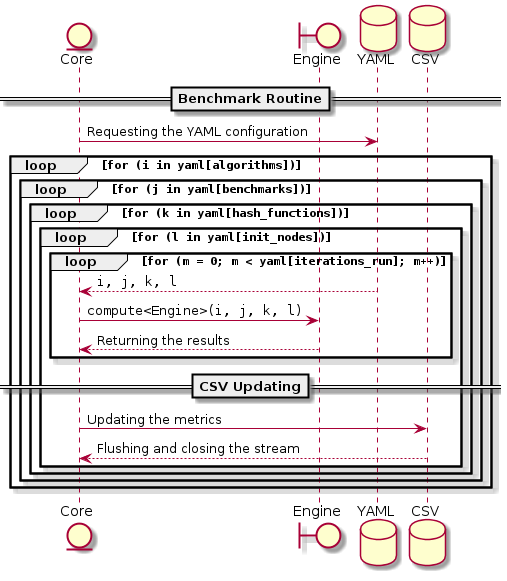 Core Engine YAML CSV
Benchmark Routine
Requesting the YAML configuration
loop [for (i in yaml[algorithms])]
loop [for (j in yaml[benchmarks])]
loop [for (k in yaml[hash_functions])]
loop [for (l in yaml[init_nodes])]
loop [for (m = 0; m < yaml[iterations_run]; m++)]
i, j, k, l
compute<Engine>(i, j, k, l)
Returning the results
CSV Updating
Updating the metrics
Flushing and closing the stream
Core Engine YAML CSV